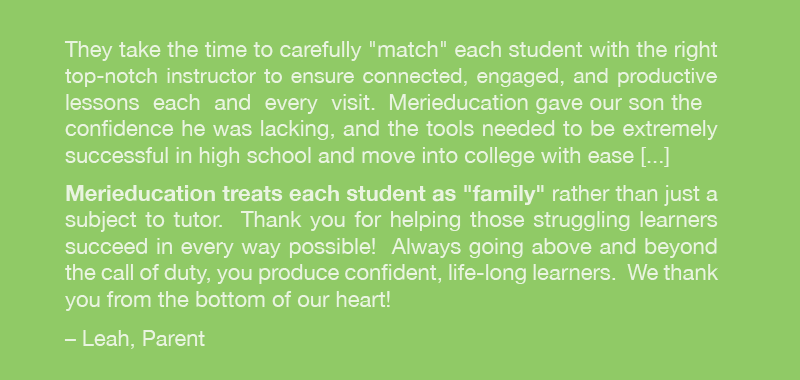 They take the time to carefully "match" each student with the right
top-notch instructor to ensure connected, engaged, and productive
lessons each and every visit. Merieducation gave our son the
confidence he was lacking, and the tools needed to be extremely
successful in high school and move into college with ease [...]
Merieducation treats each student as "family" rather than just a
subject to tutor. Thank you for helping those struggling learners
succeed in every way possible! Always going above and beyond
the call of duty, you produce confident, life-long learners. We thank
you from the bottom of our heart!
– Leah, Parent